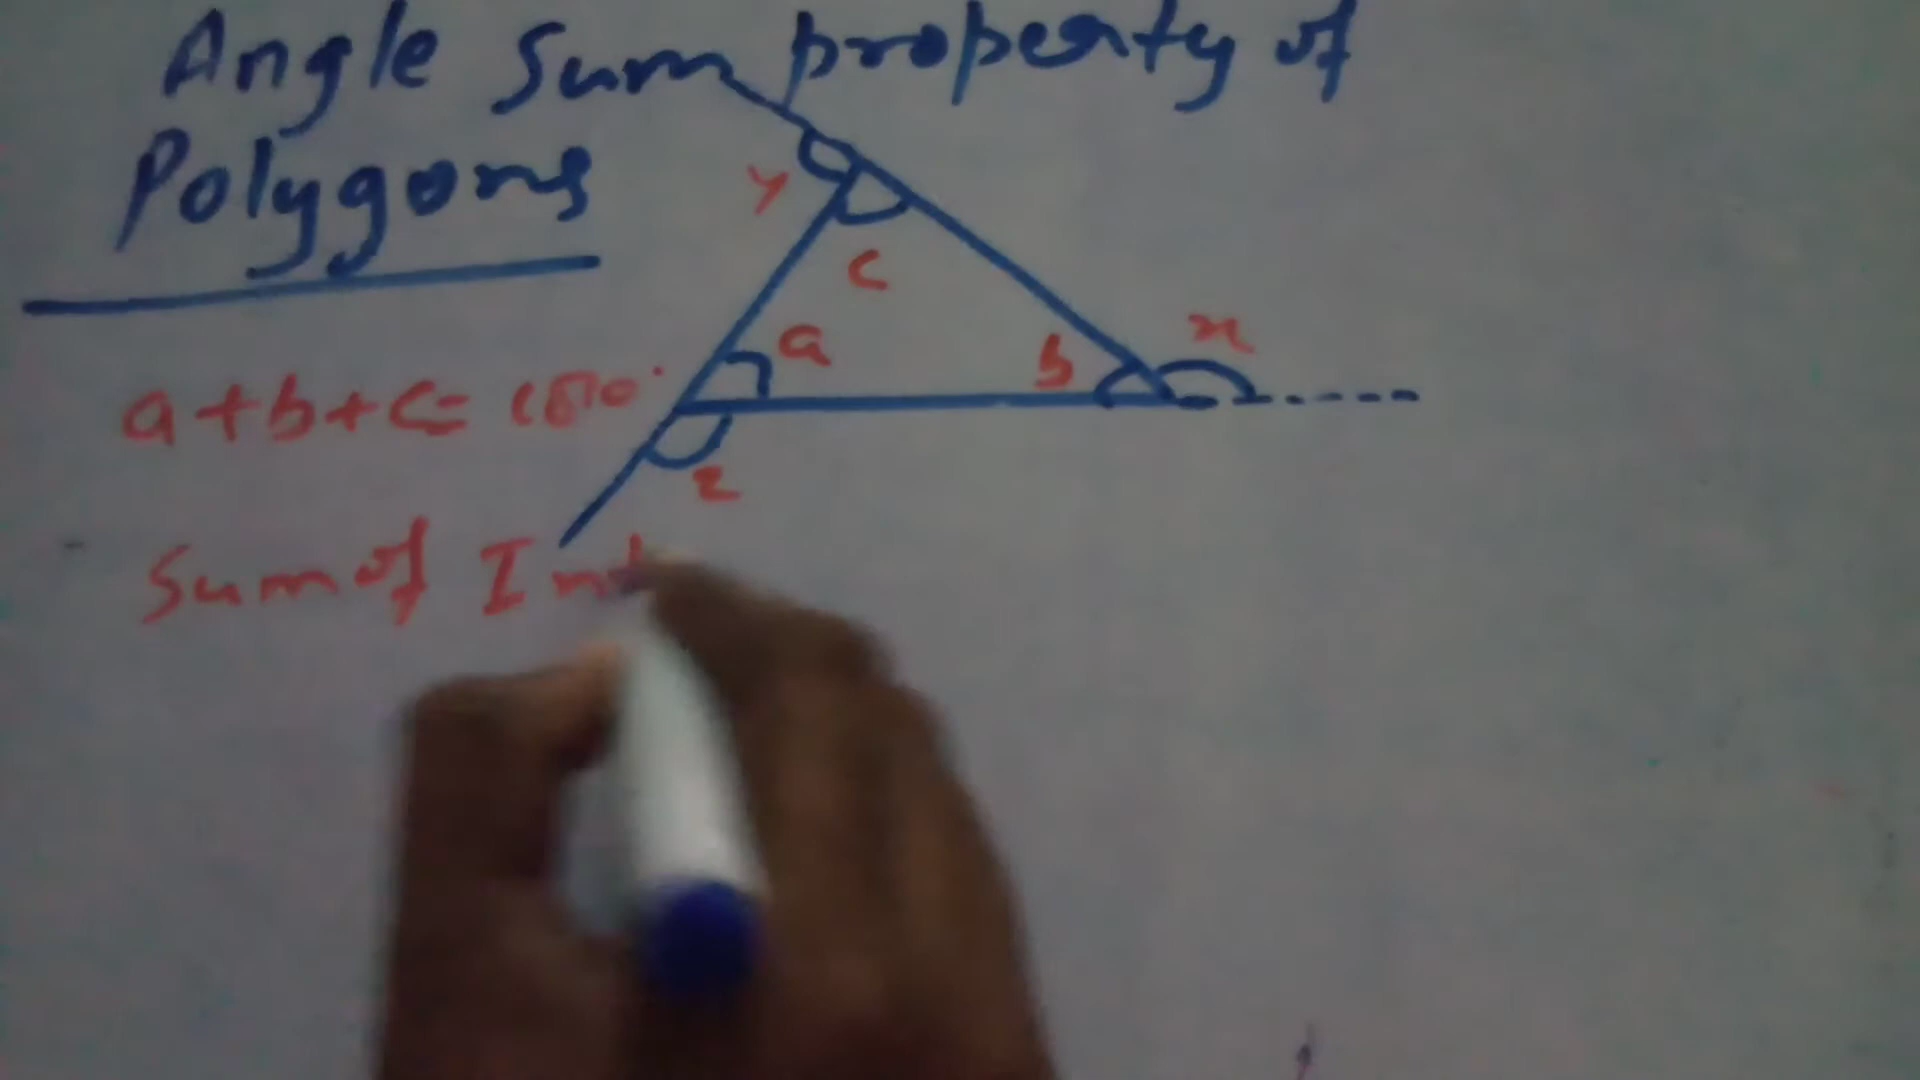 Angle Sum property of
Polygons
y
c
a
b
x
a+b+c= 180°
z
Sum of Int